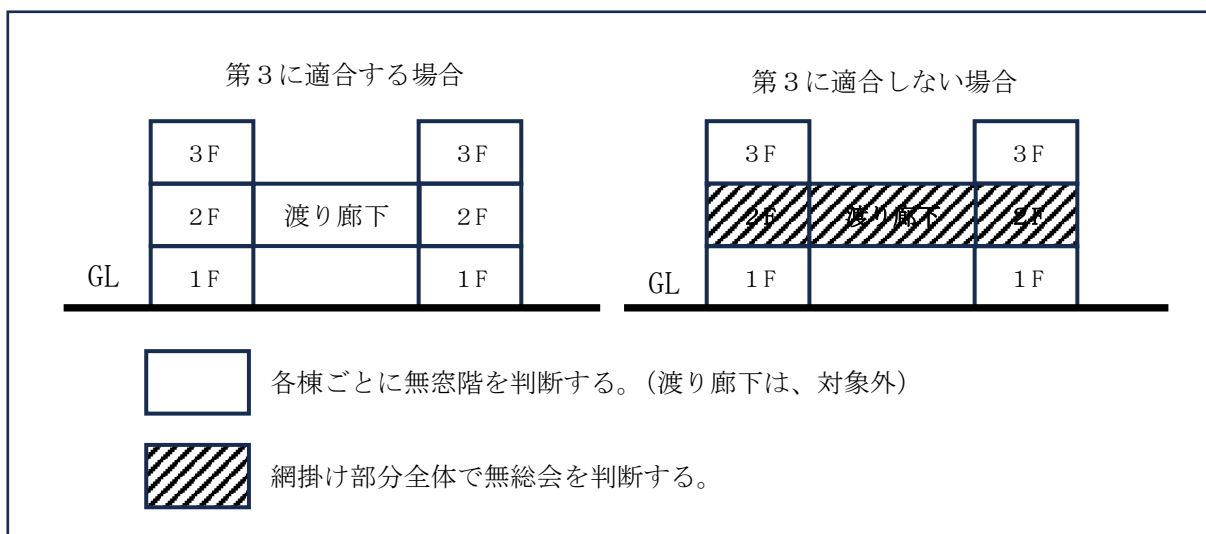 第3に適合する場合
第3に適合しない場合
3F 3F
2F 渡り廊下 2F
GL 1F 1F
3F 3F
2F 渡り廊下 2F
GL 1F 1F
各棟ごとに無窓階を判断する。(渡り廊下は、対象外)
網掛け部分全体で無総会を判断する。